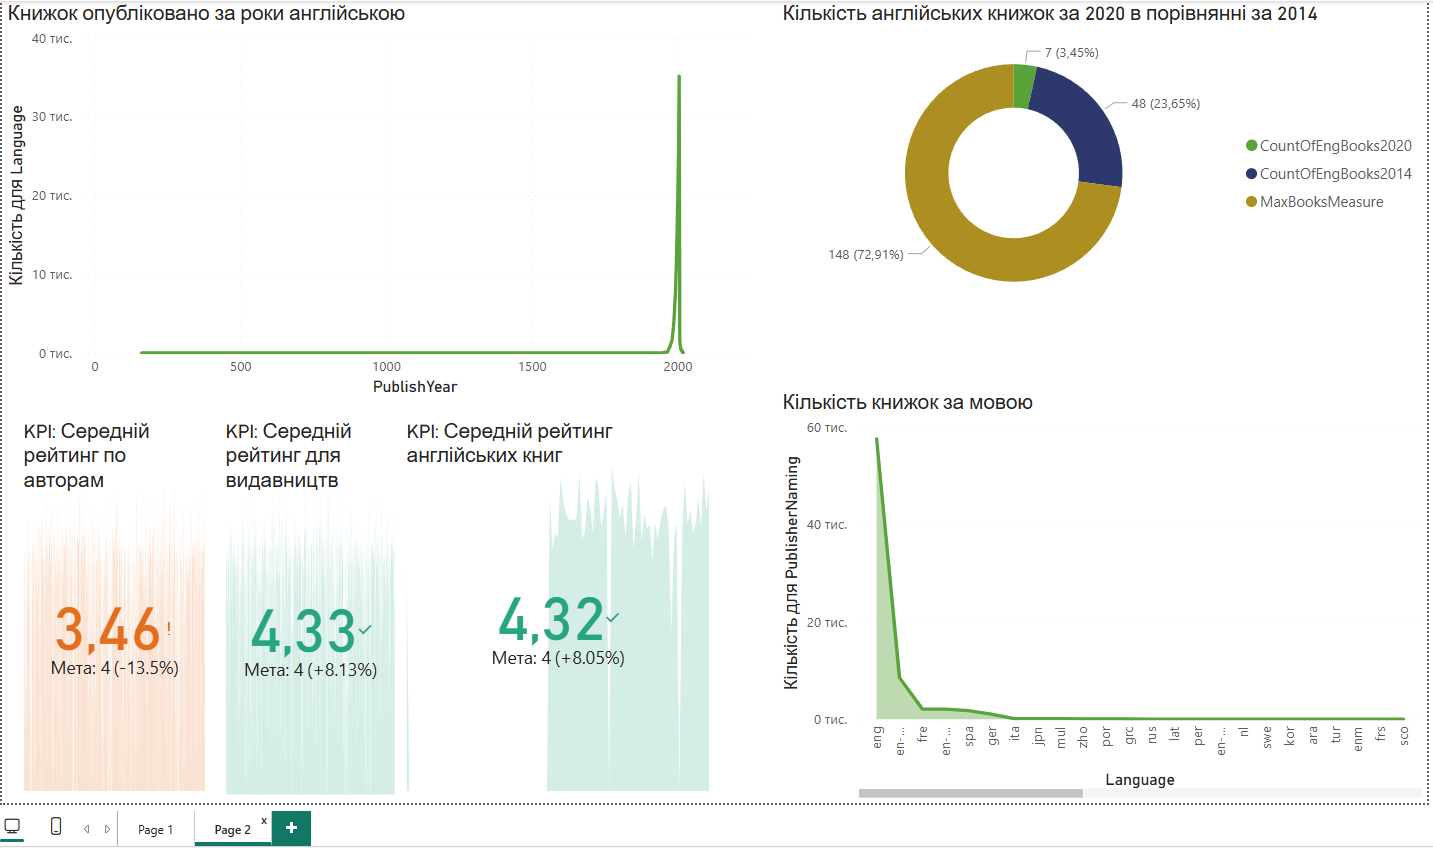 Книжок опубліковано за роки англійською
40 тис.
30 тис.
20 тис.
10 тис.
0 тис.
Кількість для Language
0
500
1000
1500
2000
PublishYear
Кількість англійських книжок за 2020 в порівнянні за 2014
7 (3,45%)
48 (23,65%)
148 (72,91%)
CountOfEngBooks2020
CountOfEngBooks2014
MaxBooksMeasure
KPI: Середній
рейтинг по
авторам
3,46!
Мета: 4 (-13.5%)
KPI: Середній
рейтинг для
видавництв
4,33
Мета: 4 (+8.13%)
KPI: Середній рейтинг
англійських книг
4,32
Мета: 4 (+8.05%)
Кількість книжок за мовою
60 тис.
40 тис.
20 тис.
0 тис.
Кількість для PublisherNaming
eng
en-...
fre
en-...
spa
ger
ita
jpn
mul
zho
por
grc
rus
lat
per
en-...
nl
swe
kor
ara
tur
enm
frs
sco
Language
Page 1
Page 2
x
+